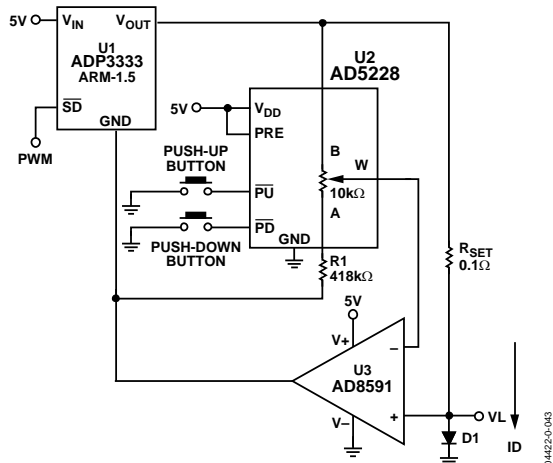 5V
VIN
VOUT
U1
ADP3333
ARM-1.5
SD
GND
PWM
U2
AD5228
5V
VDD
PRE
PUSH-UP
BUTTON
PU
PD
PUSH-DOWN
BUTTON
GND
B
W
10kΩ
A
R1
418kΩ
RSET
0.1Ω
5V
V+
U3
AD8591
V–
–
+
VL
D1
ID
04422-0-043